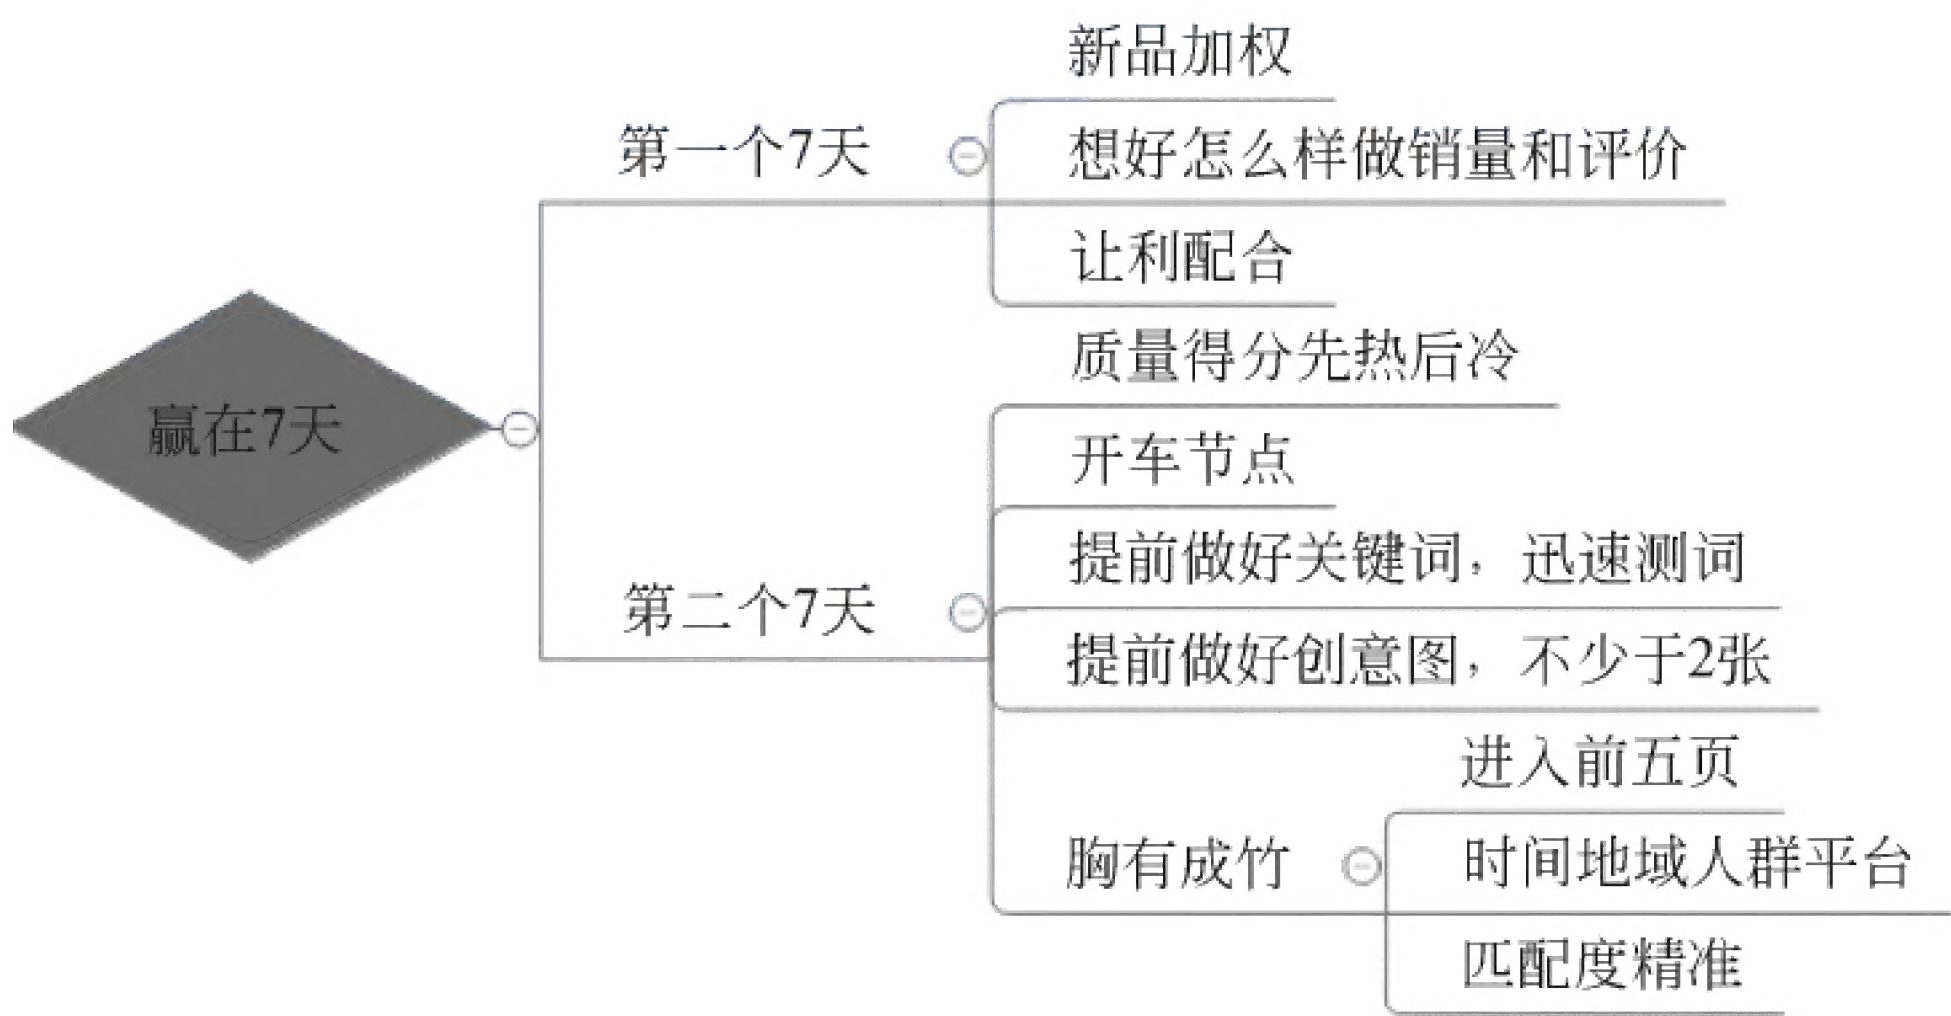 新品加权
第一个7天
想好怎么样做销量和评价
让利配合
赢在7天
质量得分先热后冷
开车节点
提前做好关键词，迅速测词
第二个7天
提前做好创意图，不少于2张
进入前五页
胸有成竹
时间地域人群平台
匹配度精准